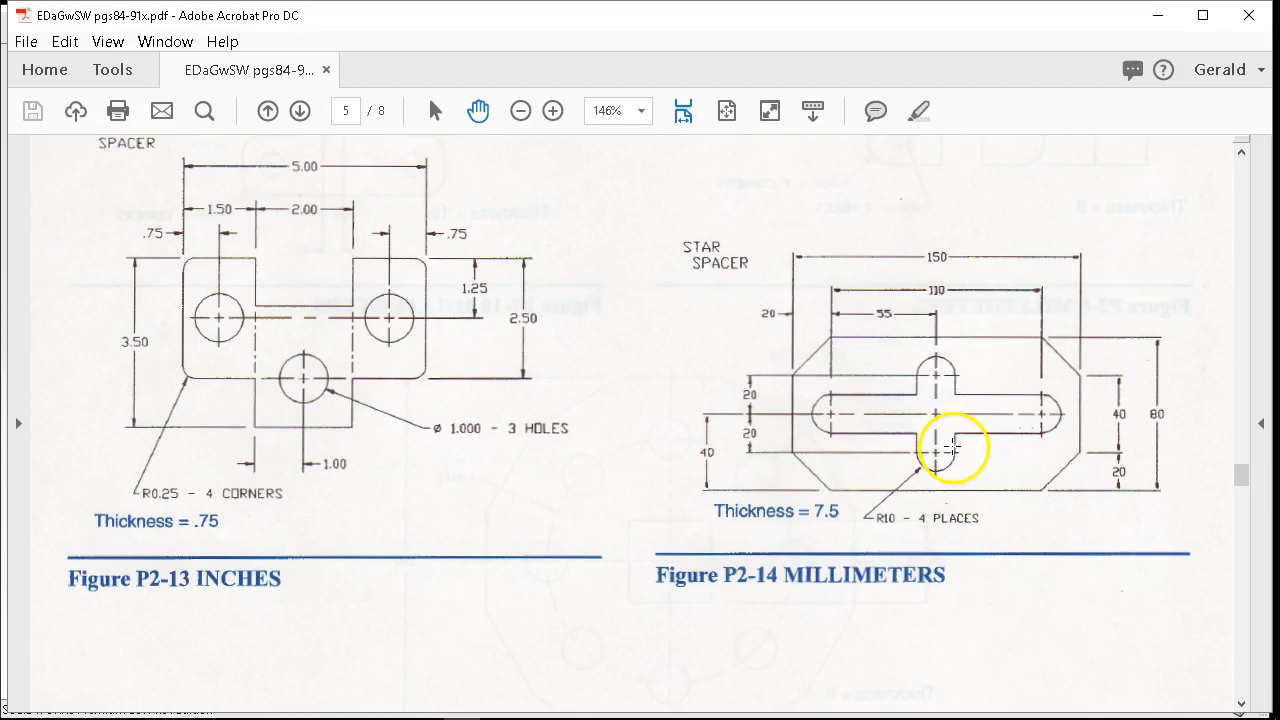 EDaGwSW pgs84-91x.pdf - Adobe Acrobat Pro DC
File Edit View Window Help
Home Tools EDaGwSW pgs84-9... × Gerald
5 / 8 146%
SPACER
5.00
1.50 2.00
.75 .75
1.25
2.50
3.50
ø 1.000 - 3 HOLES
1.00
R0.25 - 4 CORNERS
Thickness = .75
Figure P2-13 INCHES
STAR
SPACER
150
110
20 55
20
40 80
20
40
20
Thickness = 7.5
R10 - 4 PLACES
Figure P2-14 MILLIMETERS